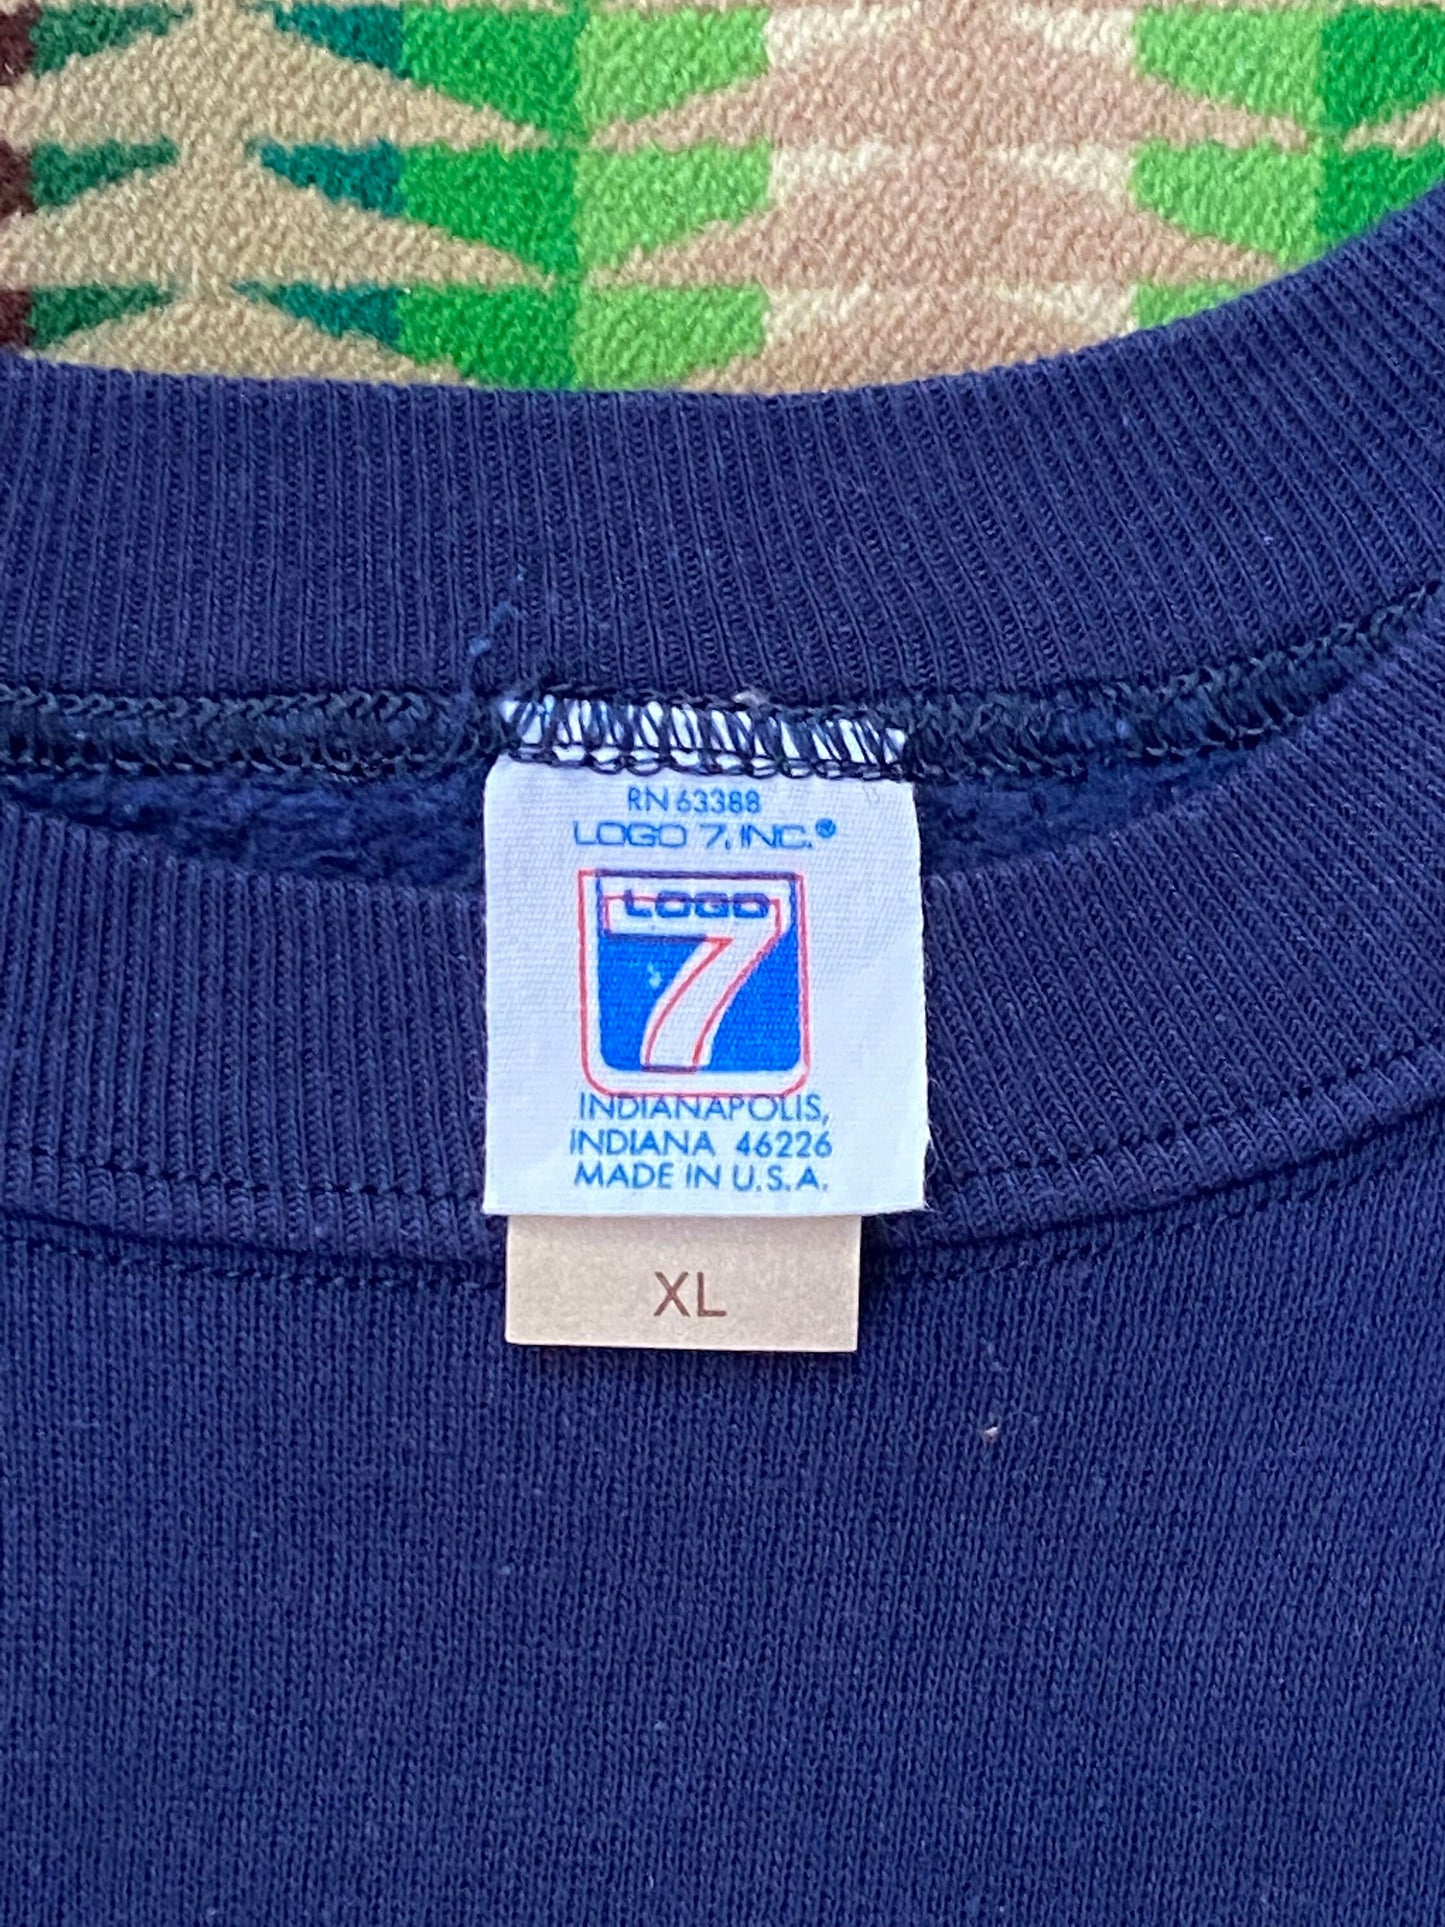 RN 63388
LOGO 7, INC.®
LOGO
7
INDIANAPOLIS,
INDIANA 46226
MADE IN U.S.A.
XL